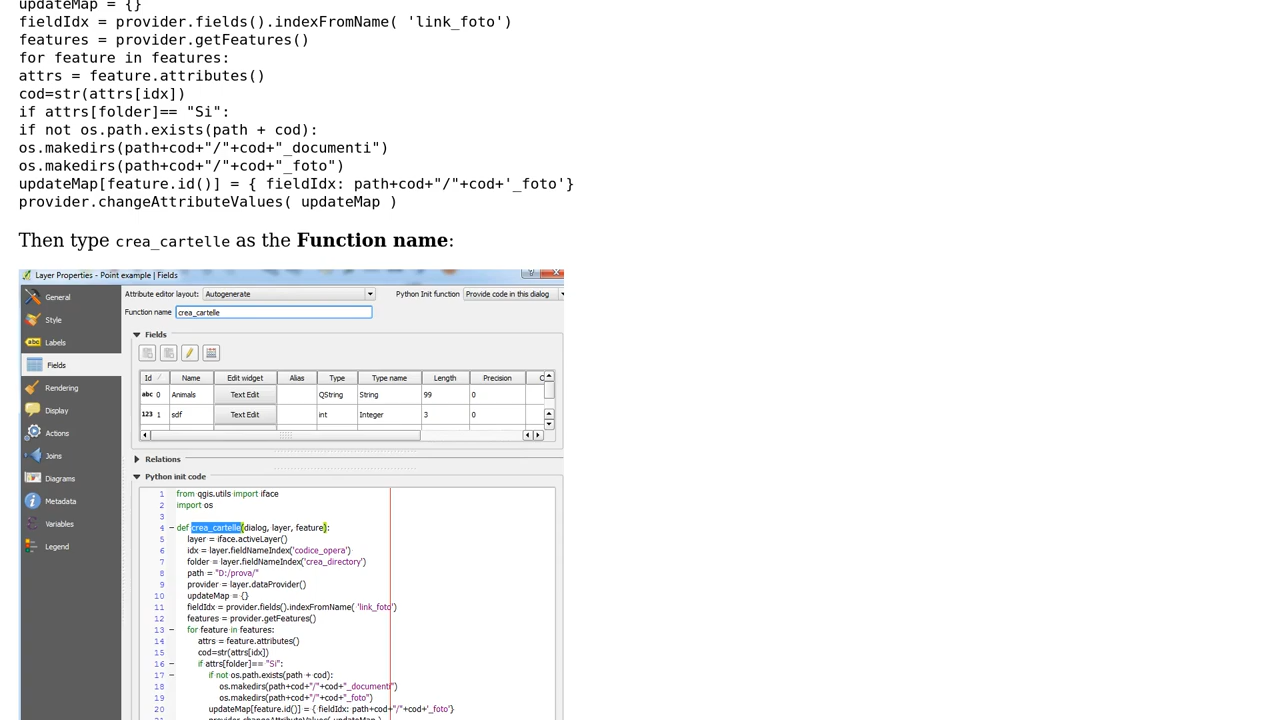 updateMap = {}
fieldIdx = provider.fields().indexFromName( 'link_foto')
features = provider.getFeatures()
for feature in features:
attrs = feature.attributes()
cod=str(attrs[idx])
if attrs[folder]== "Si":
if not os.path.exists(path + cod):
os.makedirs(path+cod+"/"+cod+"_documenti")
os.makedirs(path+cod+"/"+cod+"_foto")
updateMap[feature.id()] = { fieldIdx: path+cod+"/"+cod+'_foto'}
provider.changeAttributeValues( updateMap )
Then type crea_cartelle as the Function name:
Layer Properties - Point example | Fields
General
Style
Labels
Fields
Rendering
Display
Actions
Joins
Diagrams
Metadata
Variables
Legend
Attribute editor layout: Autogenerate Python Init function Provide code in this dialog
Function name crea_cartelle
Fields
Id Name Edit widget Alias Type Type name Length Precision
abc 0 Animals Text Edit QString String 99 0
123 1 sdf Text Edit int Integer 3 0
Relations
Python init code
1 from qgis.utils import iface
2 import os
3
4 def crea_cartelle(dialog, layer, feature):
5 layer = iface.activeLayer()
6 idx = layer.fieldNameIndex('codice_opera')
7 folder = layer.fieldNameIndex('crea_directory')
8 path = "D:/prova/"
9 provider = layer.dataProvider()
10 updateMap = {}
11 fieldIdx = provider.fields().indexFromName( 'link_foto')
12 features = provider.getFeatures()
13 for feature in features:
14 attrs = feature.attributes()
15 cod=str(attrs[idx])
16 if attrs[folder]== "Si":
17 if not os.path.exists(path + cod):
18 os.makedirs(path+cod+"/"+cod+"_documenti")
19 os.makedirs(path+cod+"/"+cod+"_foto")
20 updateMap[feature.id()] = { fieldIdx: path+cod+"/"+cod+'_foto'}
21 provider.changeAttributeValues( updateMap )